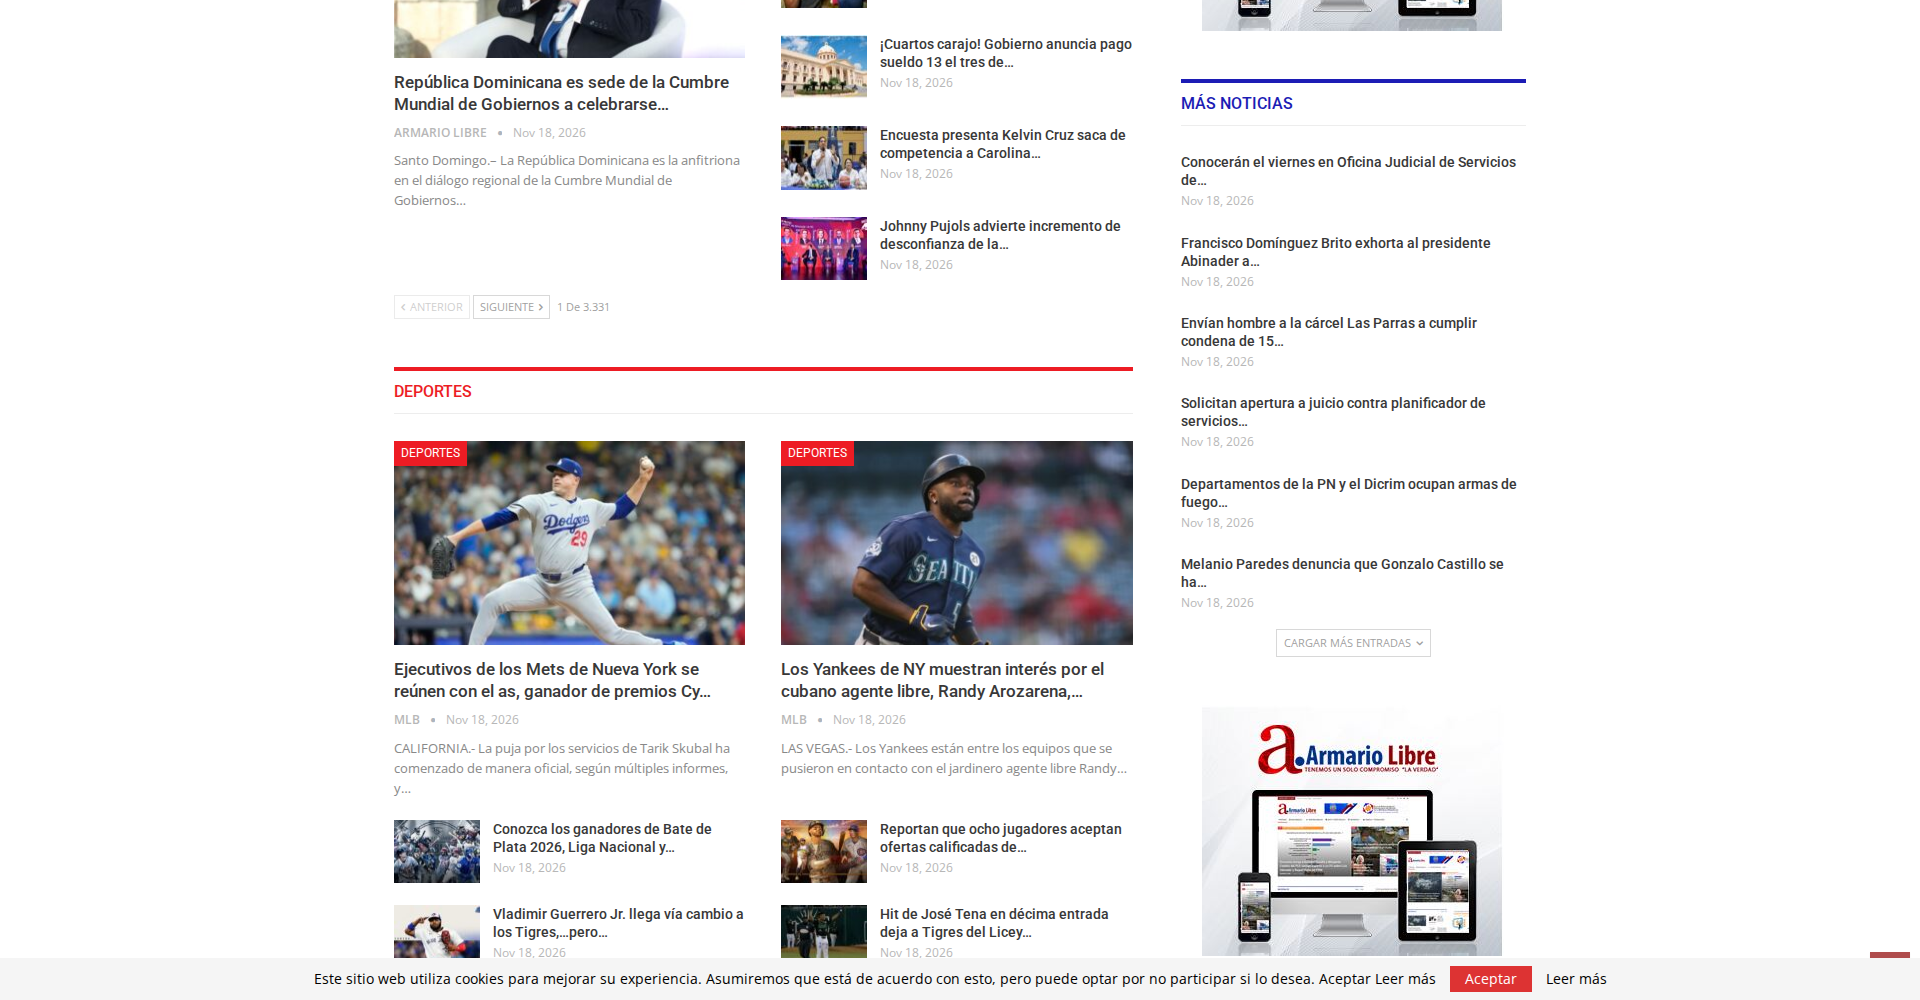 República Dominicana es sede de la Cumbre
Mundial de Gobiernos a celebrarse…
ARMARIO LIBRE • Nov 18, 2026
Santo Domingo.– La República Dominicana es la anfitriona
en el diálogo regional de la Cumbre Mundial de
Gobiernos…
¡Cuartos carajo! Gobierno anuncia pago
sueldo 13 el tres de…
Nov 18, 2026
Encuesta presenta Kelvin Cruz saca de
competencia a Carolina…
Nov 18, 2026
Johnny Pujols advierte incremento de
desconfianza de la…
Nov 18, 2026
ANTERIOR SIGUIENTE 1 De 3.331
DEPORTES
DEPORTES
Ejecutivos de los Mets de Nueva York se
reúnen con el as, ganador de premios Cy…
MLB • Nov 18, 2026
CALIFORNIA.- La puja por los servicios de Tarik Skubal ha
comenzado de manera oficial, según múltiples informes,
y…
DEPORTES
Los Yankees de NY muestran interés por el
cubano agente libre, Randy Arozarena,…
MLB • Nov 18, 2026
LAS VEGAS.- Los Yankees están entre los equipos que se
pusieron en contacto con el jardinero agente libre Randy…
Conozca los ganadores de Bate de
Plata 2026, Liga Nacional y…
Nov 18, 2026
Reportan que ocho jugadores aceptan
ofertas calificadas de…
Nov 18, 2026
Vladimir Guerrero Jr. llega vía cambio a
los Tigres,…pero…
Nov 18, 2026
Hit de José Tena en décima entrada
deja a Tigres del Licey…
Nov 18, 2026
MÁS NOTICIAS
Conocerán el viernes en Oficina Judicial de Servicios
de…
Nov 18, 2026
Francisco Domínguez Brito exhorta al presidente
Abinader a…
Nov 18, 2026
Envían hombre a la cárcel Las Parras a cumplir
condena de 15…
Nov 18, 2026
Solicitan apertura a juicio contra planificador de
servicios…
Nov 18, 2026
Departamentos de la PN y el Dicrim ocupan armas de
fuego…
Nov 18, 2026
Melanio Paredes denuncia que Gonzalo Castillo se
ha…
Nov 18, 2026
CARGAR MÁS ENTRADAS
a.Armario Libre
TENEMOS UN SOLO COMPROMISO "LA VERDAD"
Este sitio web utiliza cookies para mejorar su experiencia. Asumiremos que está de acuerdo con esto, pero puede optar por no participar si lo desea. Aceptar Leer más Aceptar Leer más